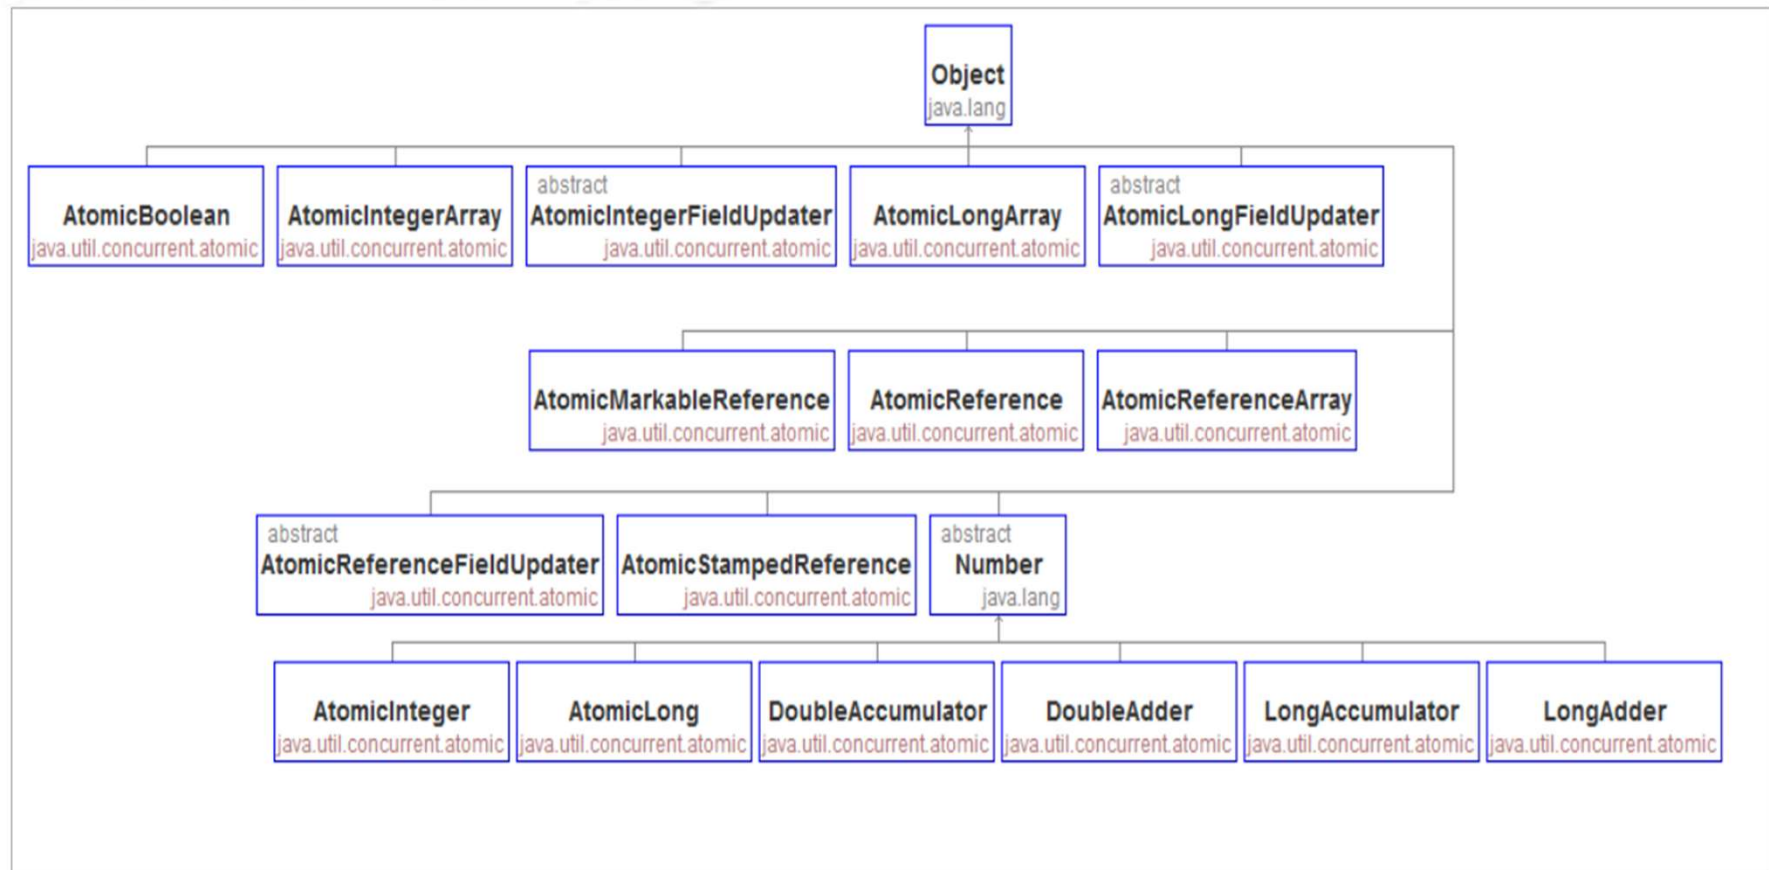 Object
java.lang
abstract
abstract
AtomicBoolean
AtomicIntegerArray
AtomicIntegerFieldUpdater
AtomicLongArray
AtomicLongFieldUpdater
java.util.concurrent.atomic
java.util.concurrent.atomic
java.util.concurrent.atomic
java.util.concurrent.atomic
java.util.concurrent.atomic
AtomicMarkableReference
AtomicReference
AtomicReferenceArray
java.util.concurrent.atomic
java.util.concurrent.atomic
java.util.concurrent.atomic
abstract
abstract
AtomicReferenceFieldUpdater
AtomicStampedReference
Number
java.util.concurrent.atomic
java.util.concurrent.atomic
java.lang
AtomicInteger
AtomicLong
DoubleAccumulator
DoubleAdder
LongAccumulator
LongAdder
java.util.concurrent.atomic
java.util.concurrent.atomic
java.util.concurrent.atomic
java.util.concurrent.atomic
java.util.concurrent.atomic
java.util.concurrent.atomic